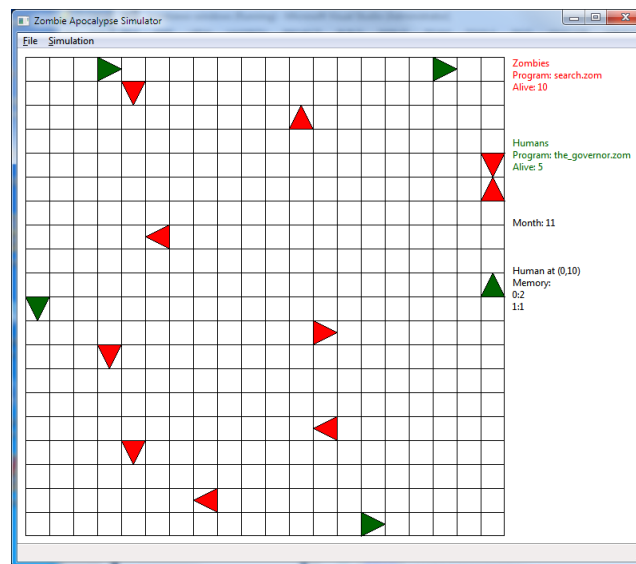 Zombie Apocalypse Simulator
File Simulation
Zombies
Program: search.zom
Alive: 10
Humans
Program: the_governor.zom
Alive: 5
Month: 11
Human at (0,10)
Memory:
0:2
1:1